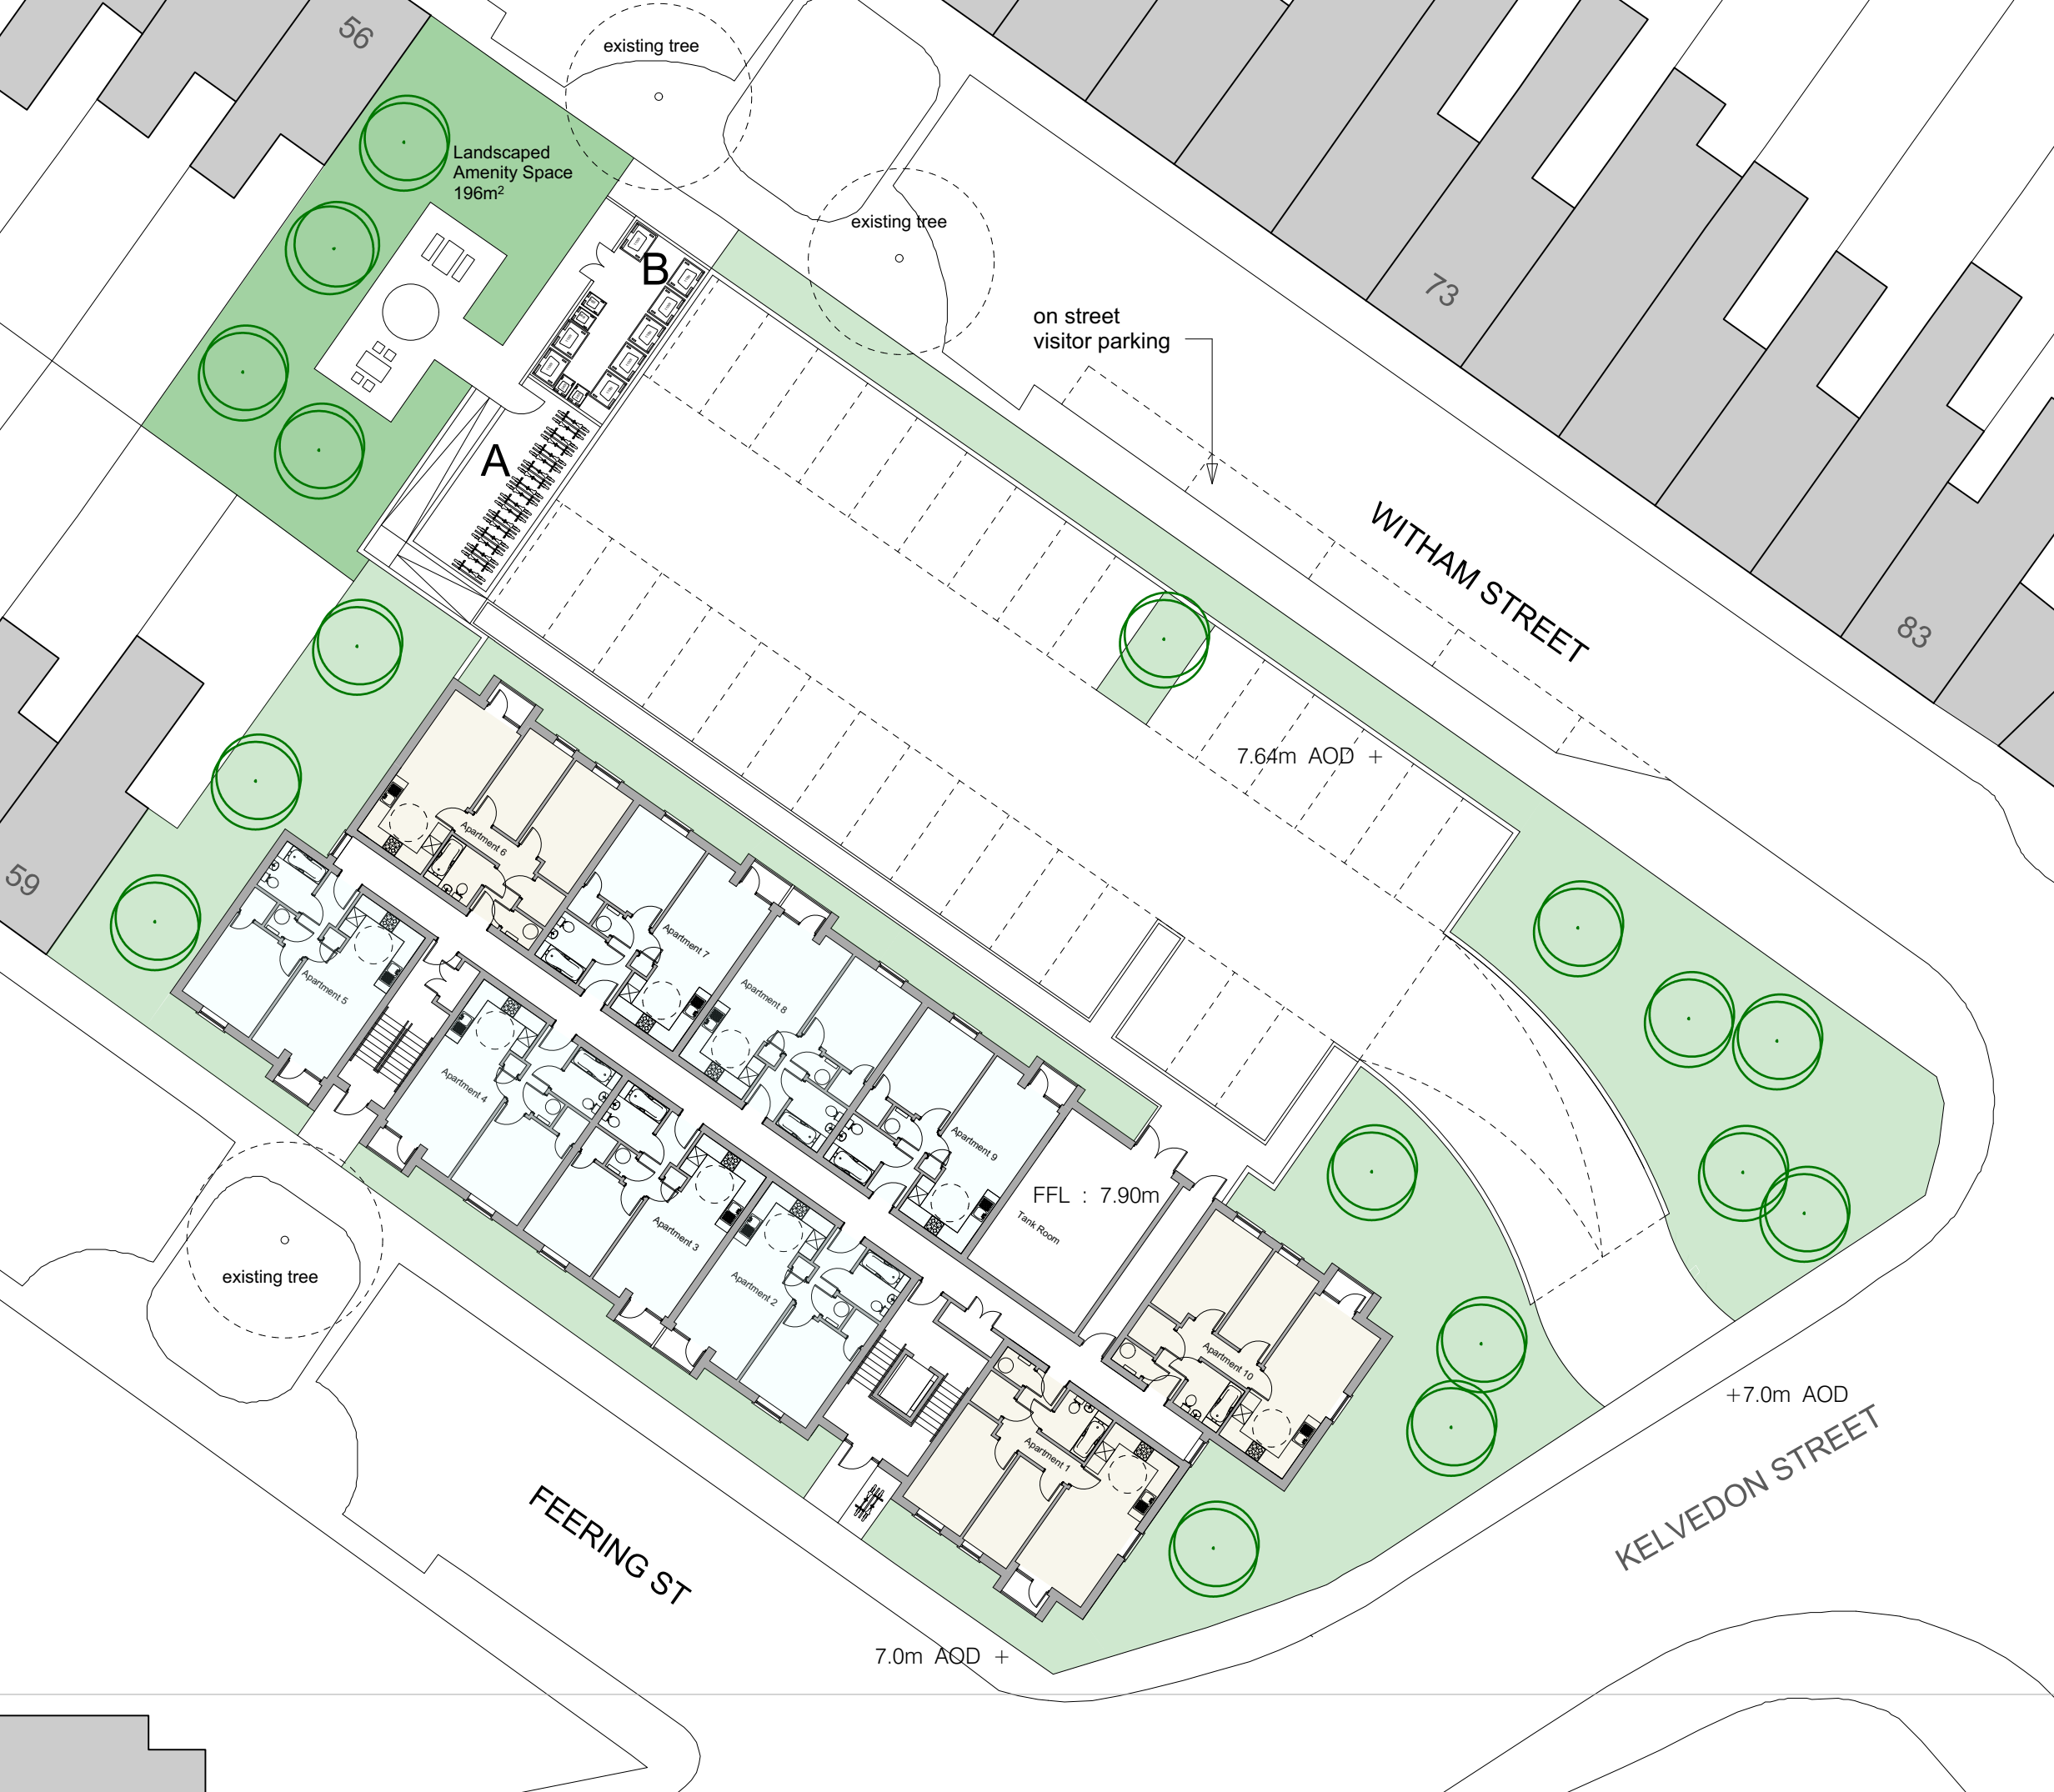 56
existing tree
Landscaped
Amenity Space
196m²
existing tree
B
73
on street
visitor parking
A
WITHAM STREET
83
7.64m AOD +
59
Apartment 6
Apartment 7
Apartment 5
Apartment 8
Apartment 4
Apartment 9
FFL : 7.90m
Tank Room
Apartment 3
Apartment 2
existing tree
Apartment 10
+7.0m AOD
Apartment 1
KELVEDON STREET
FEERING ST
7.0m AOD +